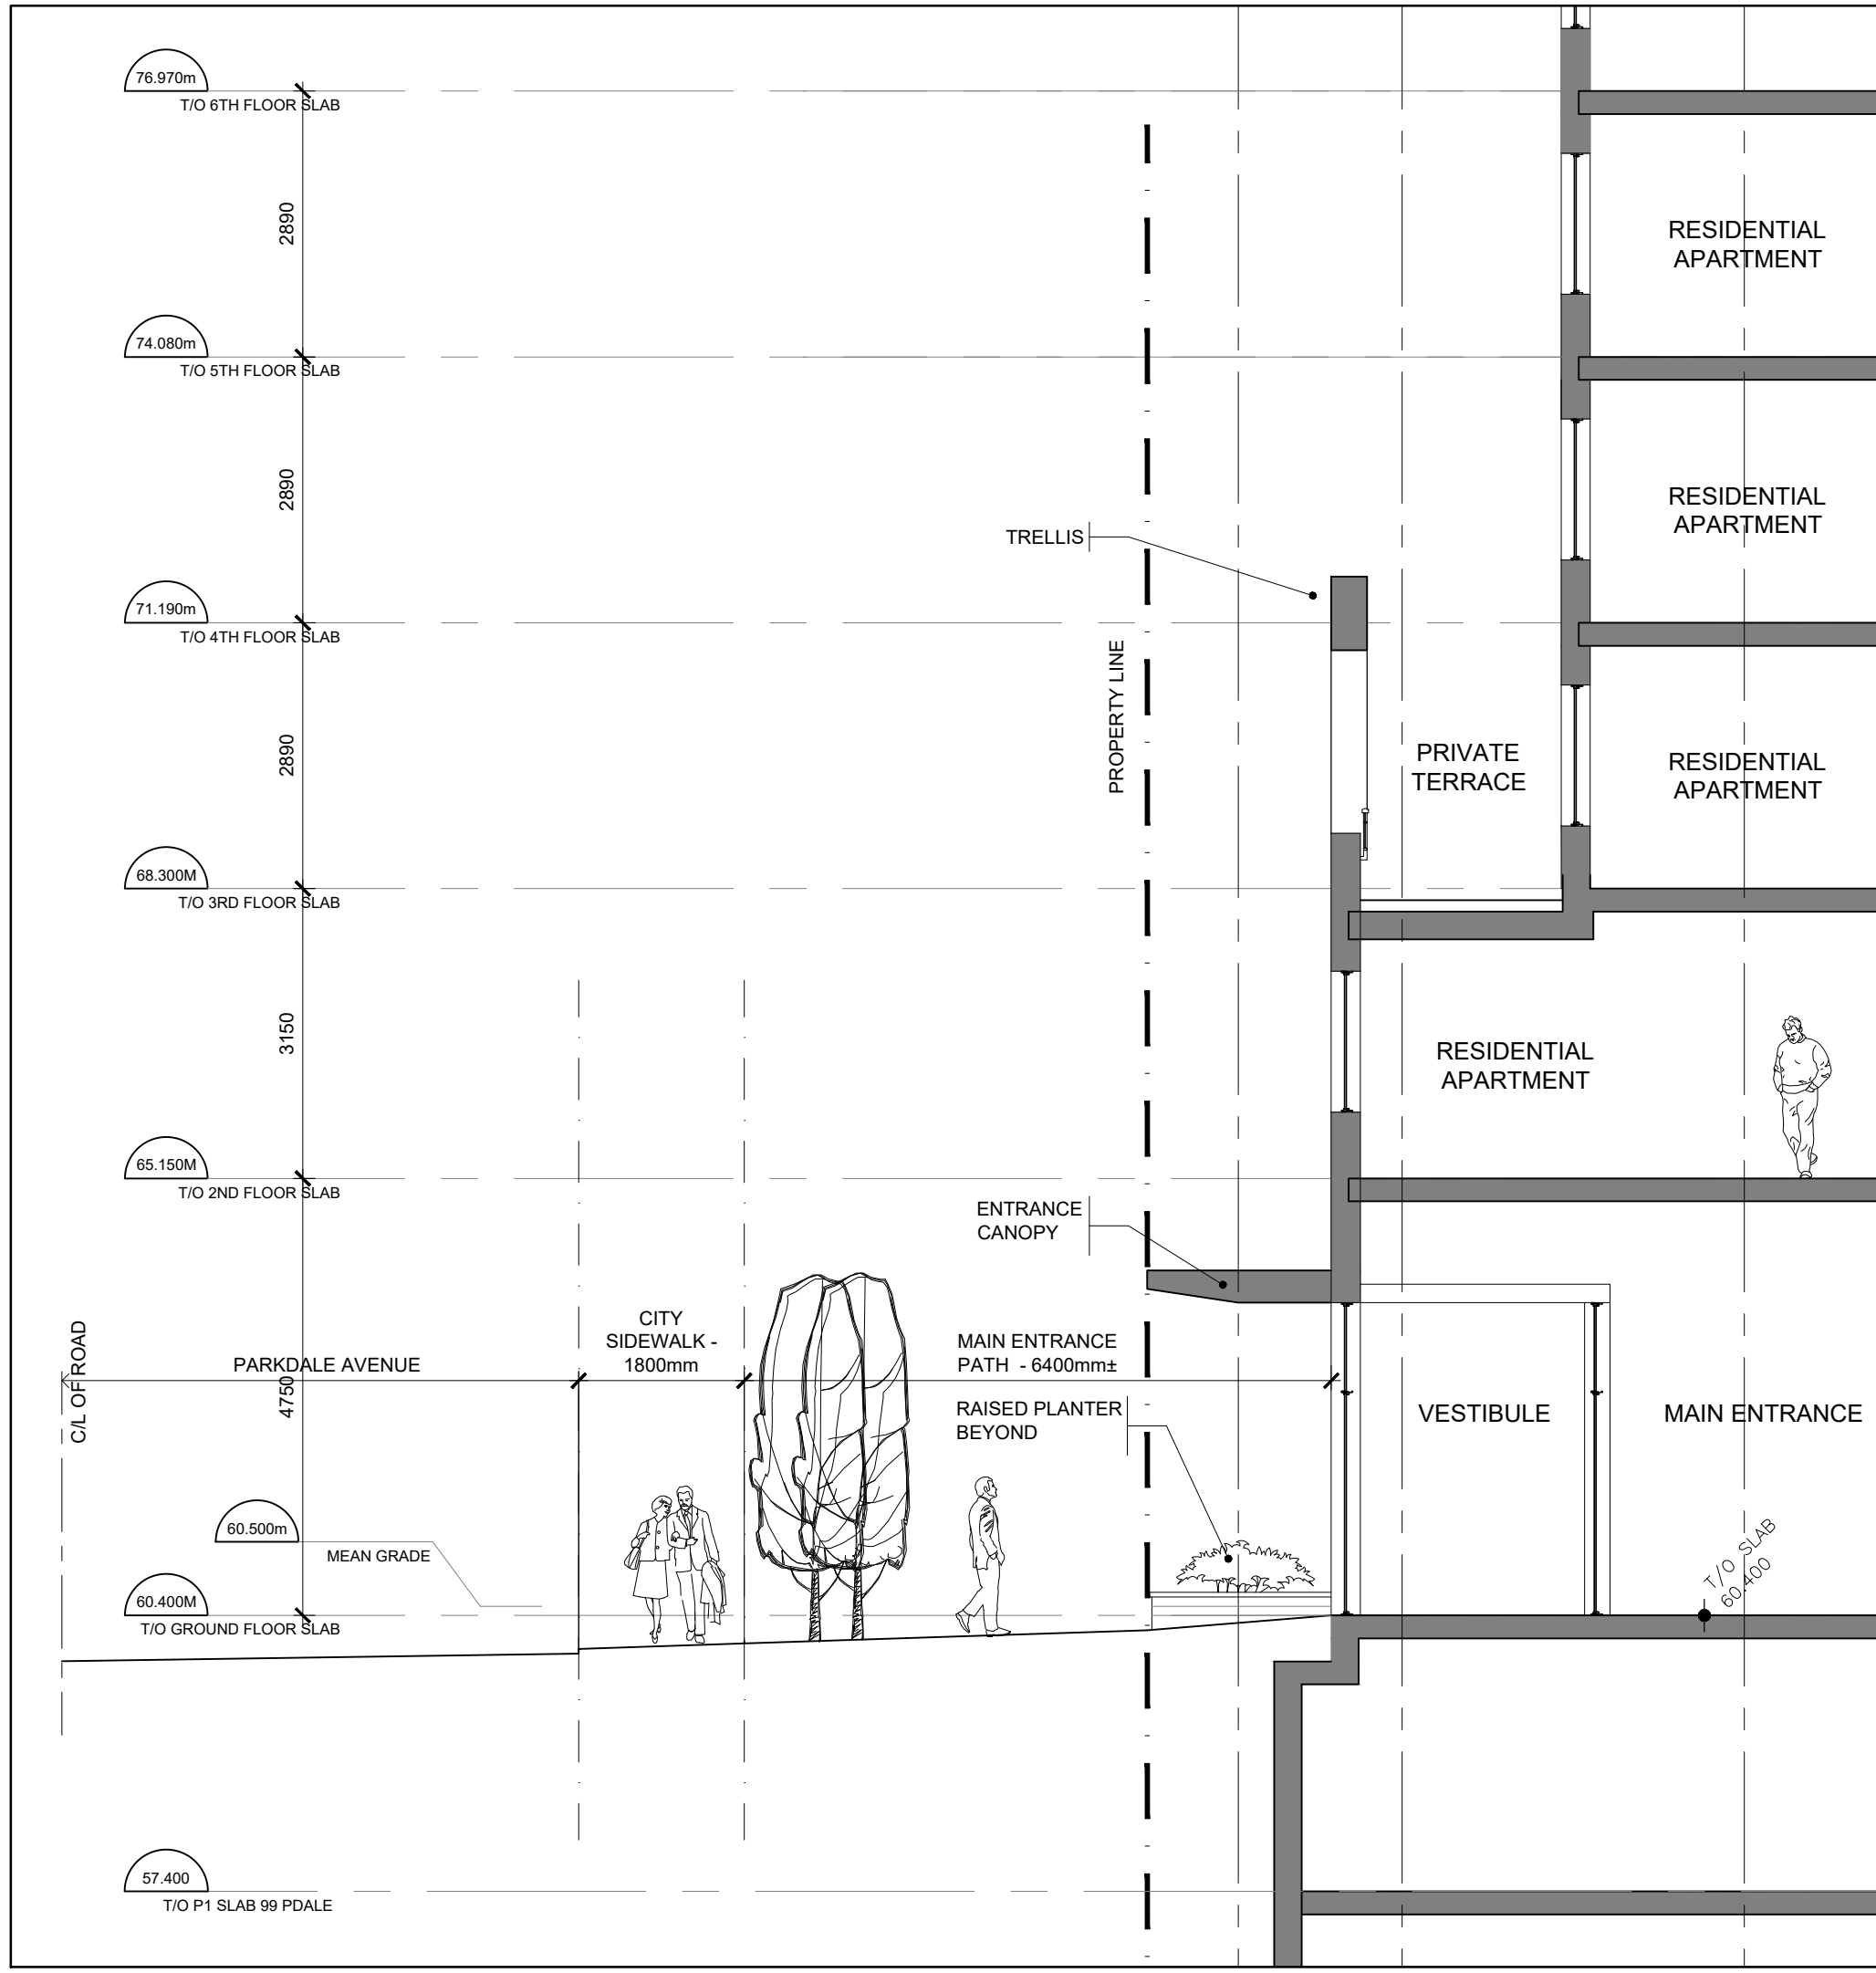 76.970m
T/O 6TH FLOOR SLAB
2890
RESIDENTIAL
APARTMENT
74.080m
T/O 5TH FLOOR SLAB
2890
RESIDENTIAL
APARTMENT
TRELLIS
71.190m
T/O 4TH FLOOR SLAB
PROPERTY LINE
2890
PRIVATE
TERRACE
RESIDENTIAL
APARTMENT
68.300M
T/O 3RD FLOOR SLAB
3150
RESIDENTIAL
APARTMENT
65.150M
T/O 2ND FLOOR SLAB
ENTRANCE
CANOPY
C/L OF ROAD
PARKDALE AVENUE
4750
CITY
SIDEWALK -
1800mm
MAIN ENTRANCE
PATH - 6400mm±
RAISED PLANTER
BEYOND
VESTIBULE
MAIN ENTRANCE
60.500m
MEAN GRADE
T/O SLAB
60.400
60.400M
T/O GROUND FLOOR SLAB
57.400
T/O P1 SLAB 99 PDALE